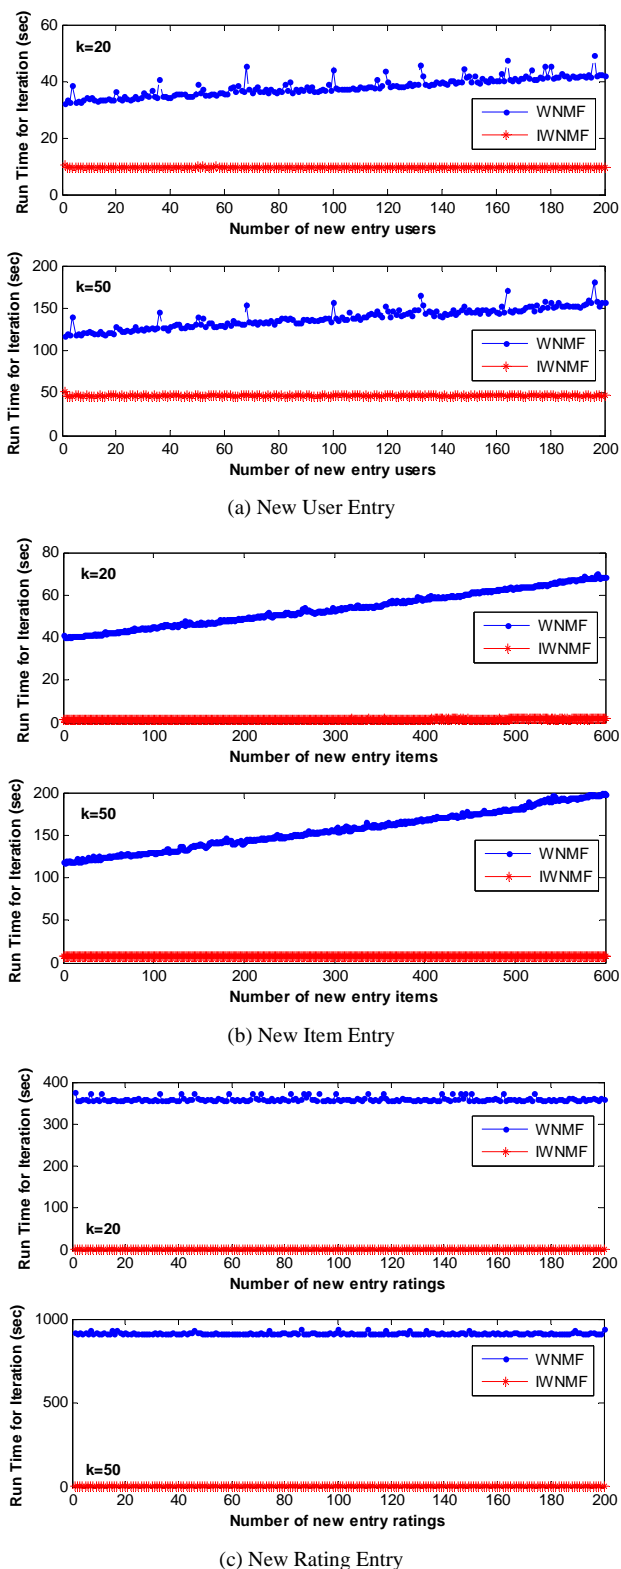 60
k=20
40
WNMF
IWNMF
20
0
0 20 40 60 80 100 120 140 160 180 200
Run Time for Iteration (sec)
Number of new entry users
200
k=50
150
WNMF
100
IWNMF
50
0
0 20 40 60 80 100 120 140 160 180 200
Run Time for Iteration (sec)
Number of new entry users
(a) New User Entry
80
k=20
60
WNMF
40
IWNMF
20
0
0 100 200 300 400 500 600
Run Time for Iteration (sec)
Number of new entry items
200
k=50
150
WNMF
100
IWNMF
50
0
0 100 200 300 400 500 600
Run Time for Iteration (sec)
Number of new entry items
(b) New Item Entry
400
300
WNMF
IWNMF
200
100
k=20
0
0 20 40 60 80 100 120 140 160 180 200
Run Time for Iteration (sec)
Number of new entry ratings
1000
WNMF
IWNMF
500
k=50
0
0 20 40 60 80 100 120 140 160 180 200
Run Time for Iteration (sec)
Number of new entry ratings
(c) New Rating Entry